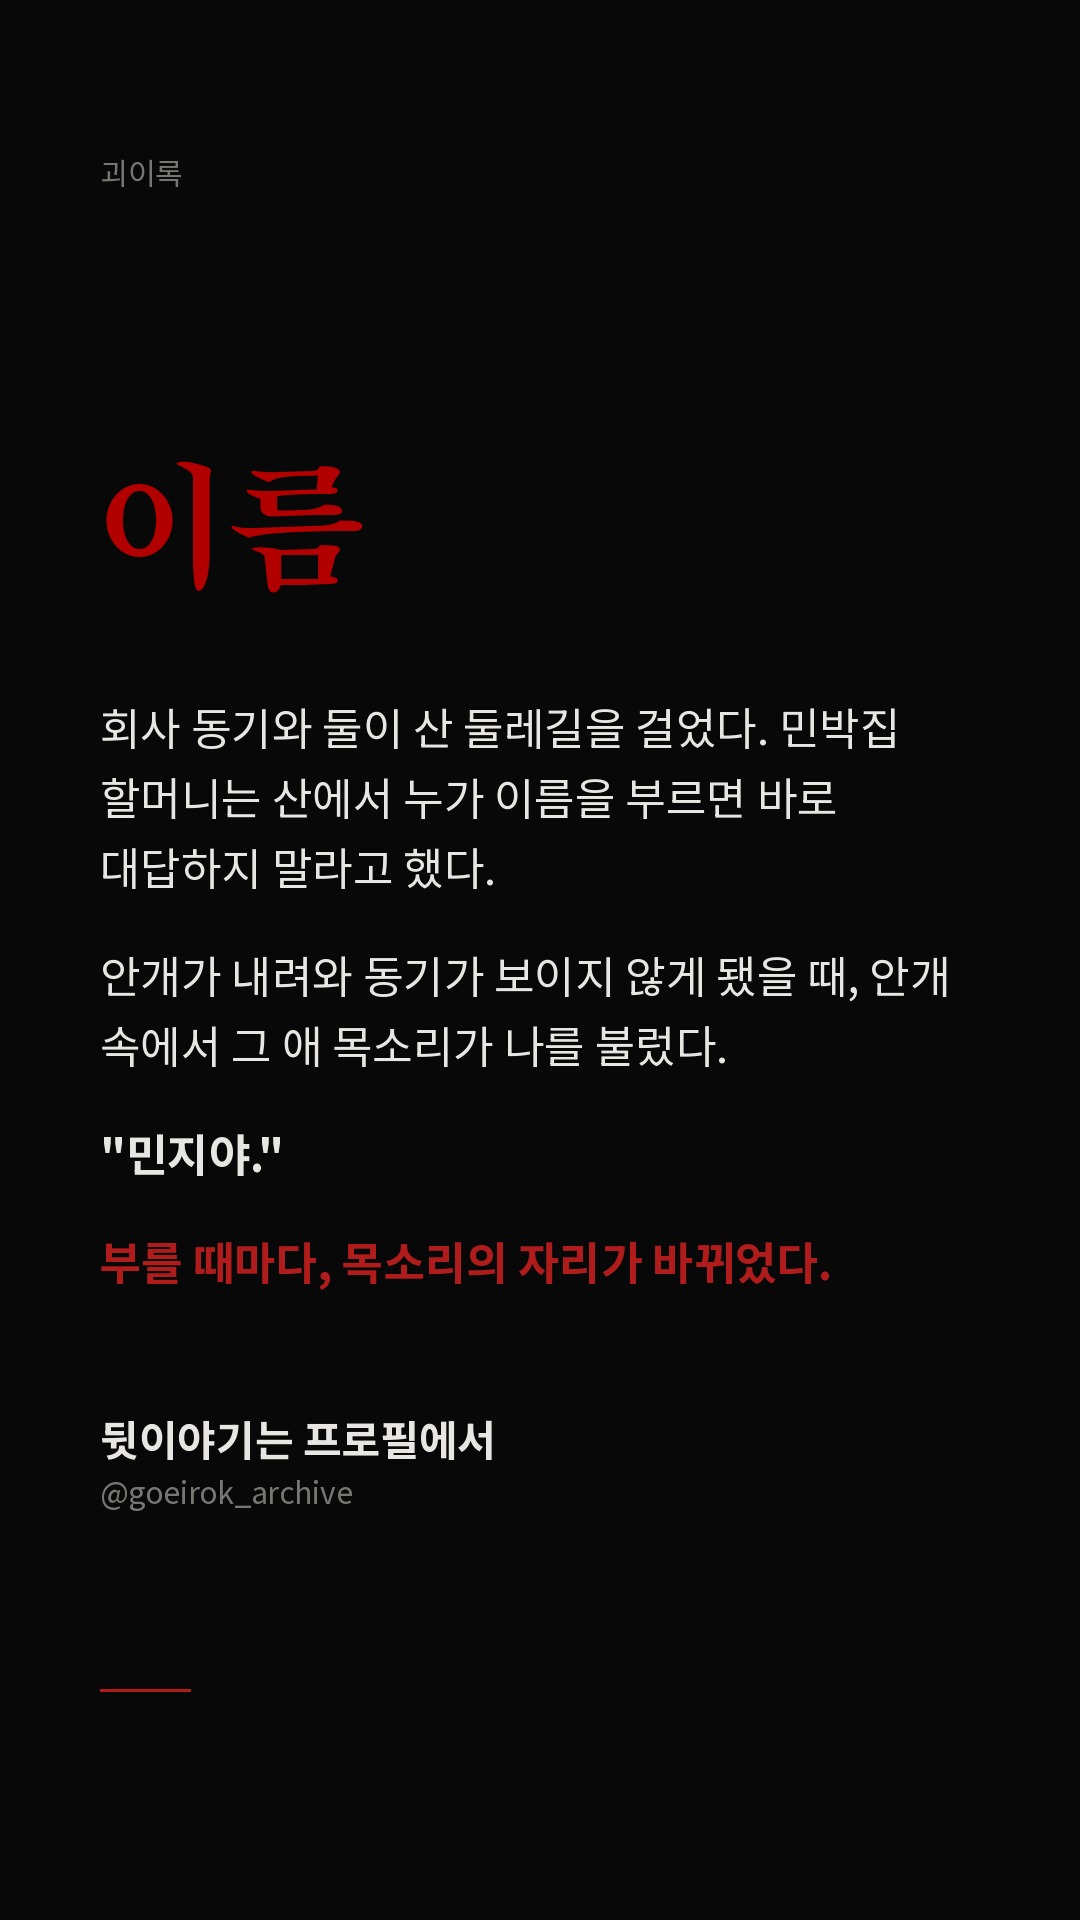 괴이록
이름
회사 동기와 둘이 산 둘레길을 걸었다. 민박집
할머니는 산에서 누가 이름을 부르면 바로
대답하지 말라고 했다.
안개가 내려와 동기가 보이지 않게 됐을 때, 안개
속에서 그 애 목소리가 나를 불렀다.
"민지야."
부를 때마다, 목소리의 자리가 바뀌었다.
뒷이야기는 프로필에서
@goeirok_archive